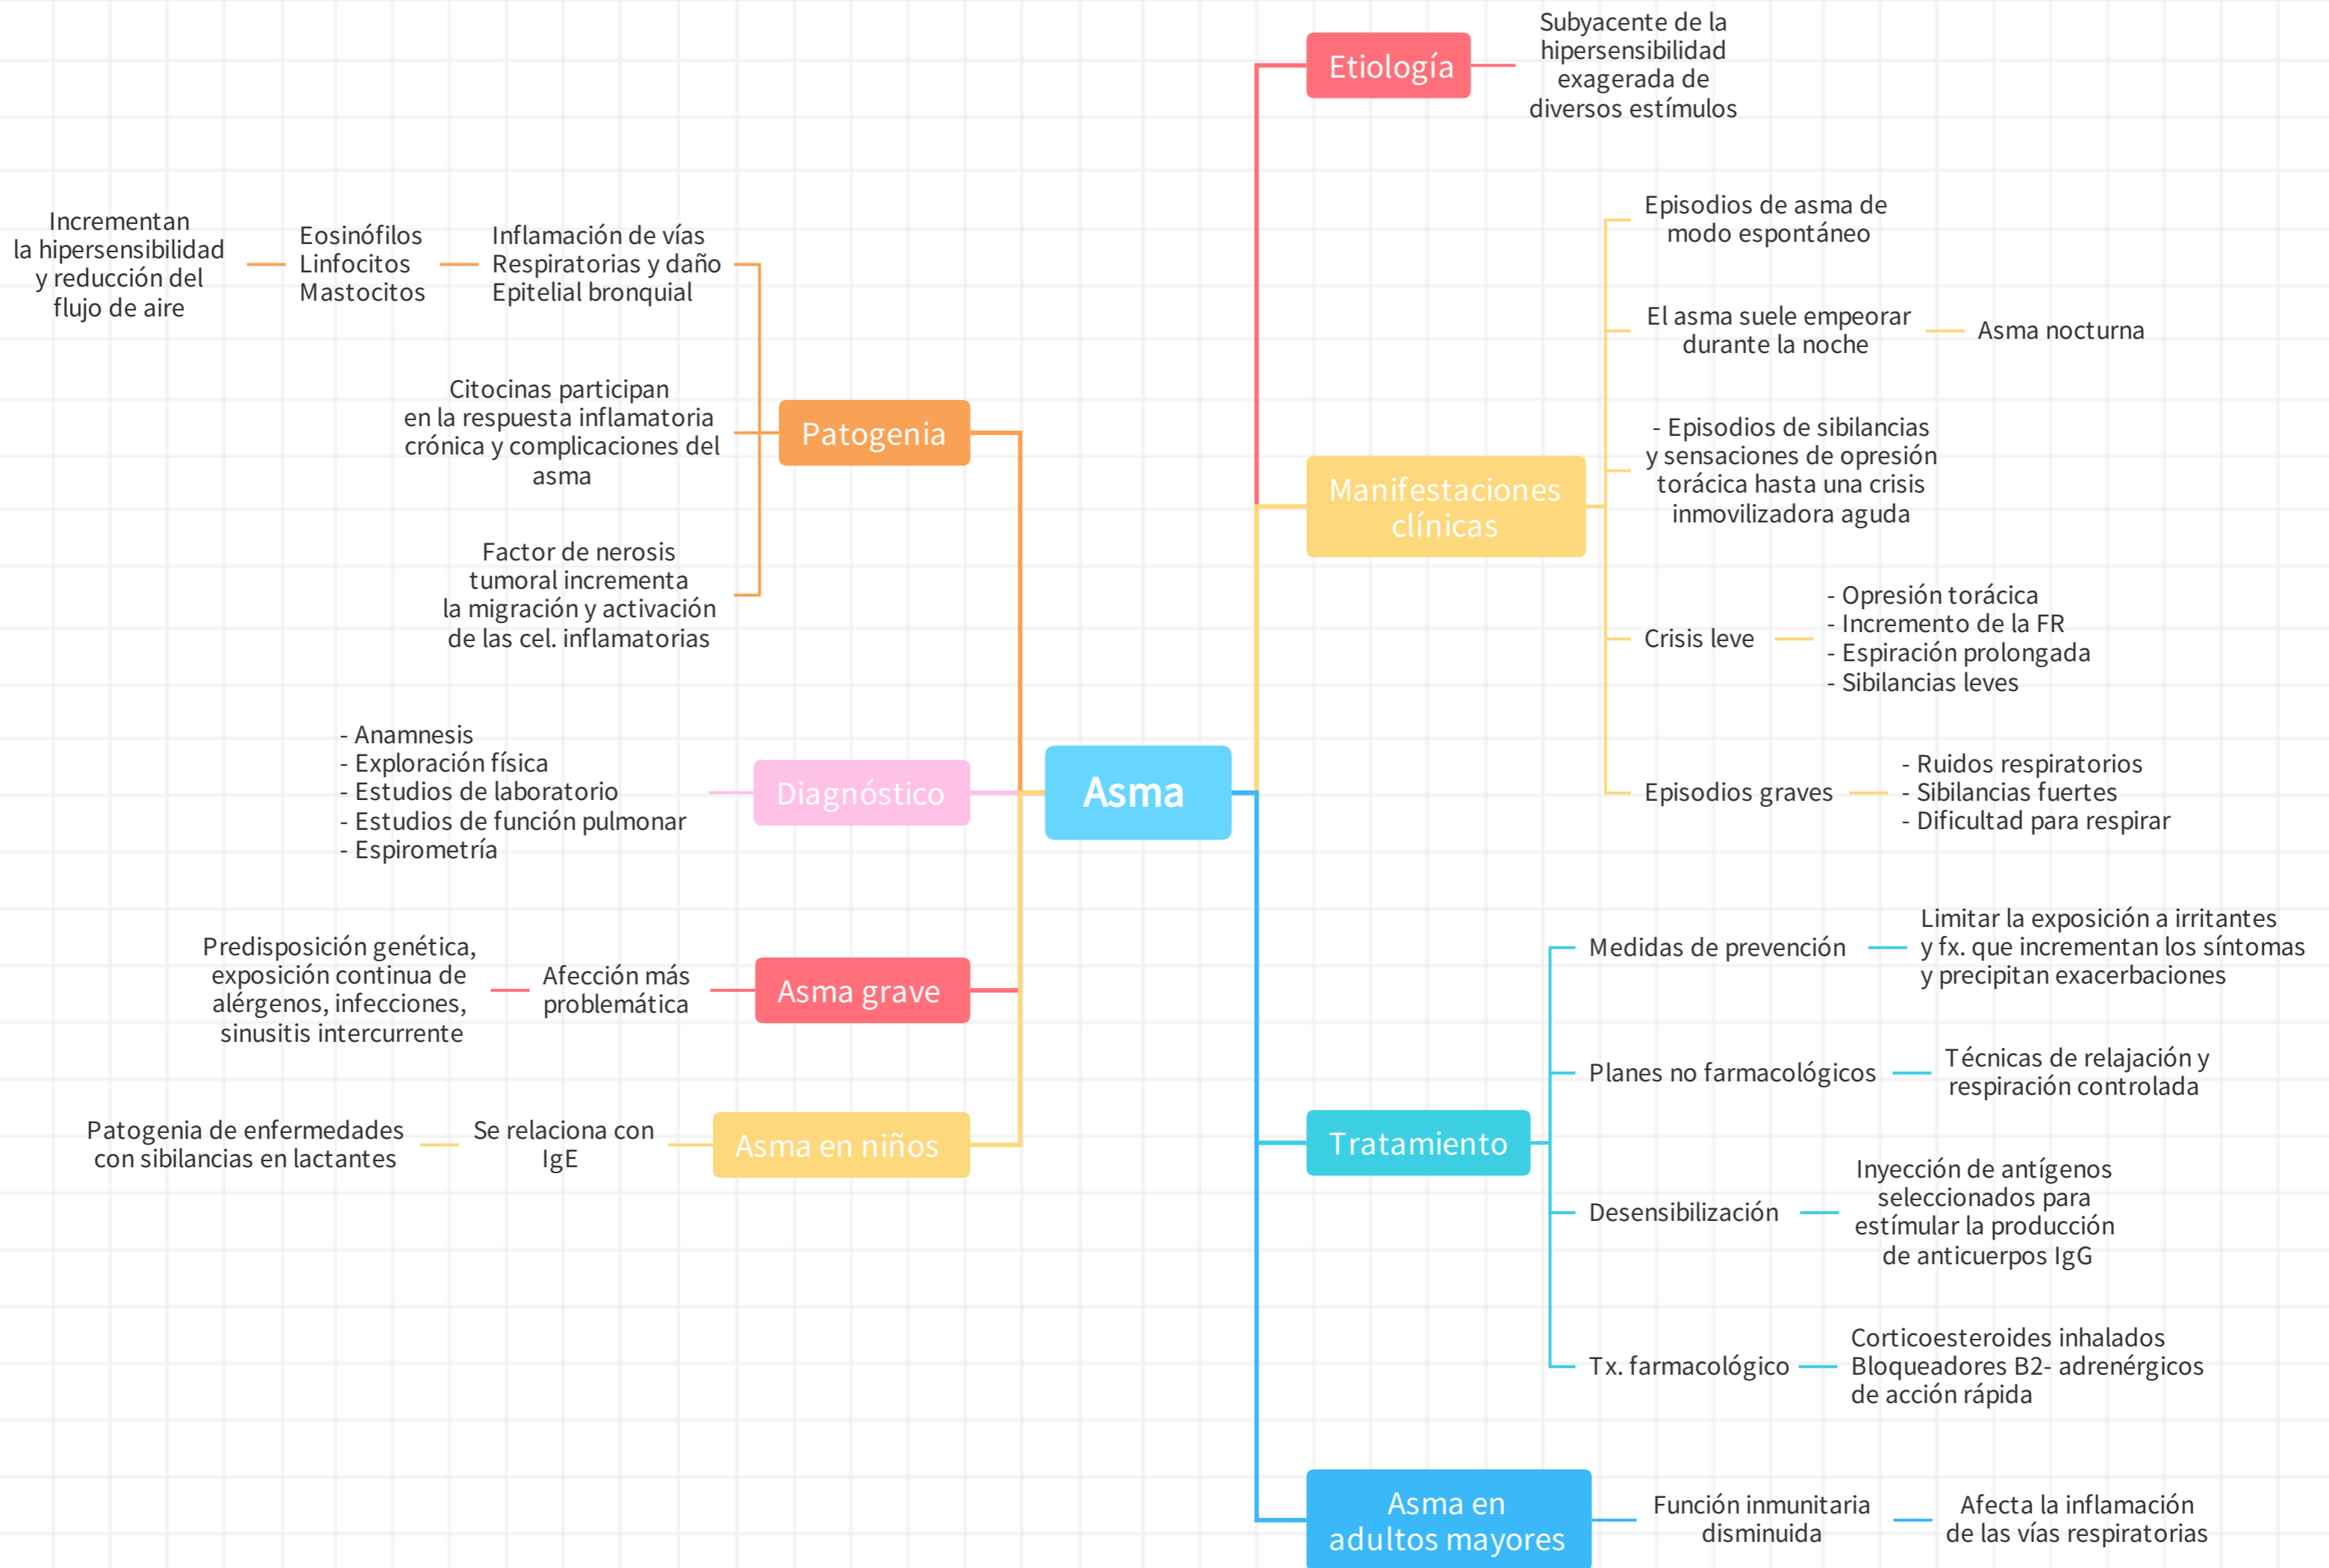 Asma
Etiología
Subyacente de la
hipersensibilidad
exagerada de
diversos estímulos
Manifestaciones
clínicas
Episodios de asma de
modo espontáneo
El asma suele empeorar
durante la noche
Asma nocturna
- Episodios de sibilancias
y sensaciones de opresión
torácica hasta una crisis
inmovilizadora aguda
Crisis leve
- Opresión torácica
- Incremento de la FR
- Espiración prolongada
- Sibilancias leves
Episodios graves
- Ruidos respiratorios
- Sibilancias fuertes
- Dificultad para respirar
Tratamiento
Medidas de prevención
Limitar la exposición a irritantes
y fx. que incrementan los síntomas
y precipitan exacerbaciones
Planes no farmacológicos
Técnicas de relajación y
respiración controlada
Desensibilización
Inyección de antígenos
seleccionados para
estímular la producción
de anticuerpos IgG
Tx. farmacológico
Corticoesteroides inhalados
Bloqueadores B2- adrenérgicos
de acción rápida
Asma en
adultos mayores
Función inmunitaria
disminuida
Afecta la inflamación
de las vías respiratorias
Patogenia
Inflamación de vías
Respiratorias y daño
Epitelial bronquial
Eosinófilos
Linfocitos
Mastocitos
Incrementan
la hipersensibilidad
y reducción del
flujo de aire
Citocinas participan
en la respuesta inflamatoria
crónica y complicaciones del
asma
Factor de nerosis
tumoral incrementa
la migración y activación
de las cel. inflamatorias
Diagnóstico
- Anamnesis
- Exploración física
- Estudios de laboratorio
- Estudios de función pulmonar
- Espirometría
Asma grave
Afección más
problemática
Predisposición genética,
exposición continua de
alérgenos, infecciones,
sinusitis intercurrente
Asma en niños
Se relaciona con
IgE
Patogenia de enfermedades
con sibilancias en lactantes